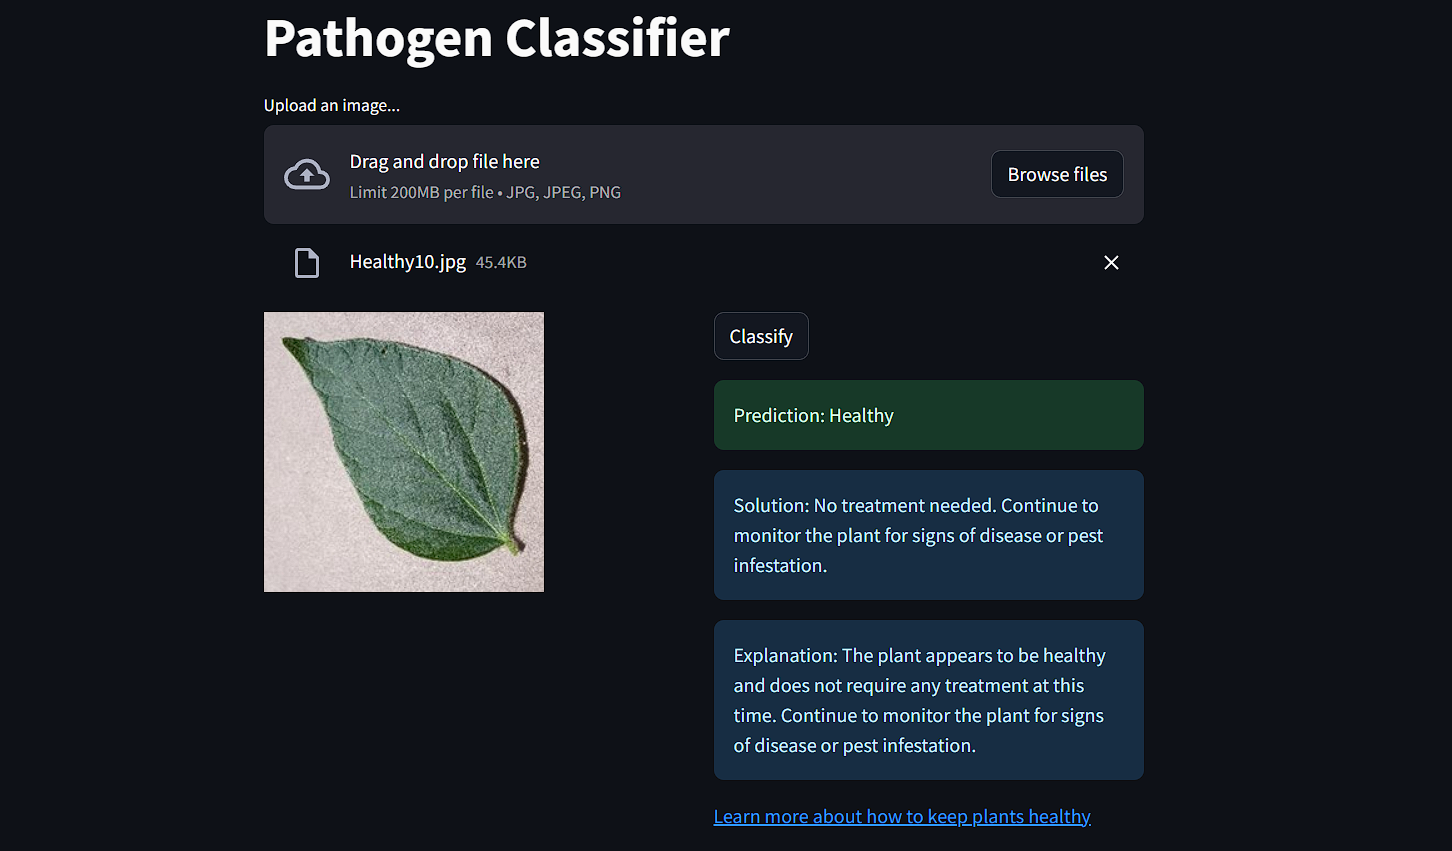 Pathogen Classifier
Upload an image...
Drag and drop file here
Limit 200MB per file • JPG, JPEG, PNG
Browse files
Healthy10.jpg 45.4KB
Classify
Prediction: Healthy
Solution: No treatment needed. Continue to
monitor the plant for signs of disease or pest
infestation.
Explanation: The plant appears to be healthy
and does not require any treatment at this
time. Continue to monitor the plant for signs
of disease or pest infestation.
Learn more about how to keep plants healthy